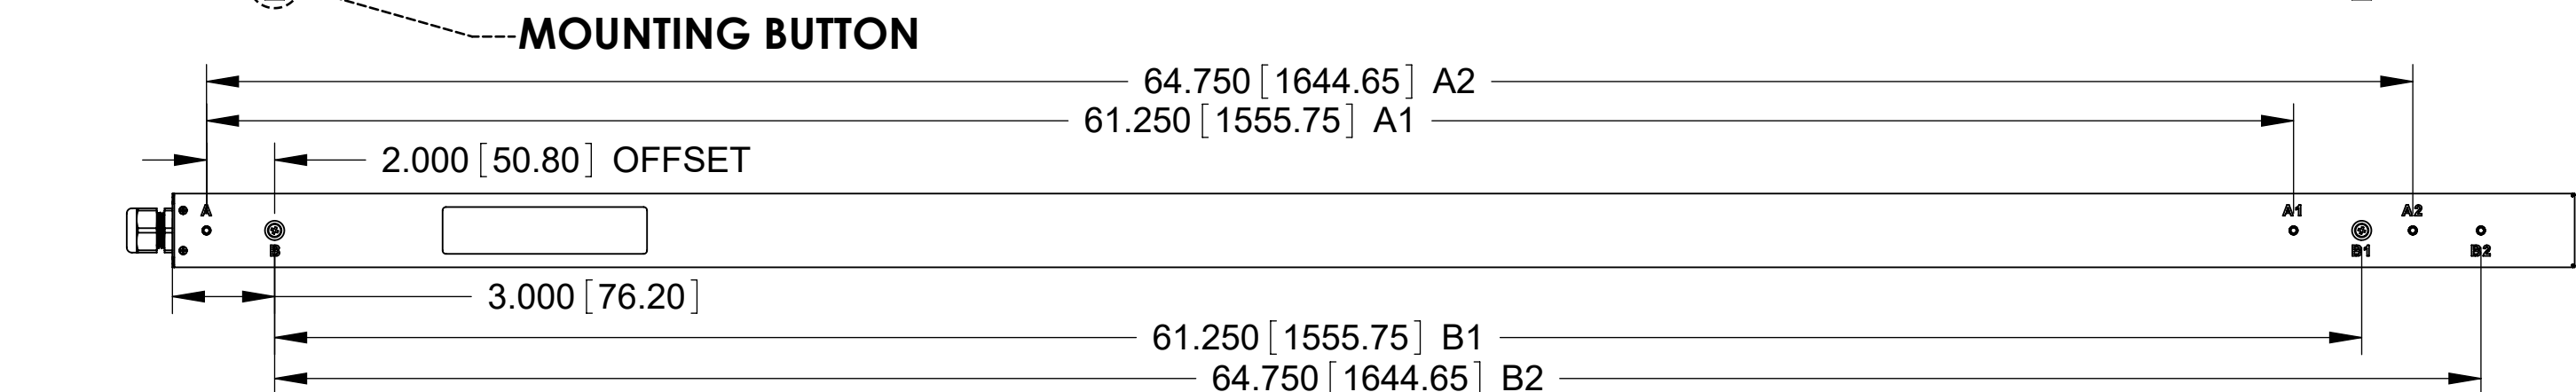 MOUNTING BUTTON
64.750 [1644.65] A2
61.250 [1555.75] A1
2.000 [50.80] OFFSET
A A1 A2
B B1 B2
3.000 [76.20]
61.250 [1555.75] B1
64.750 [1644.65] B2